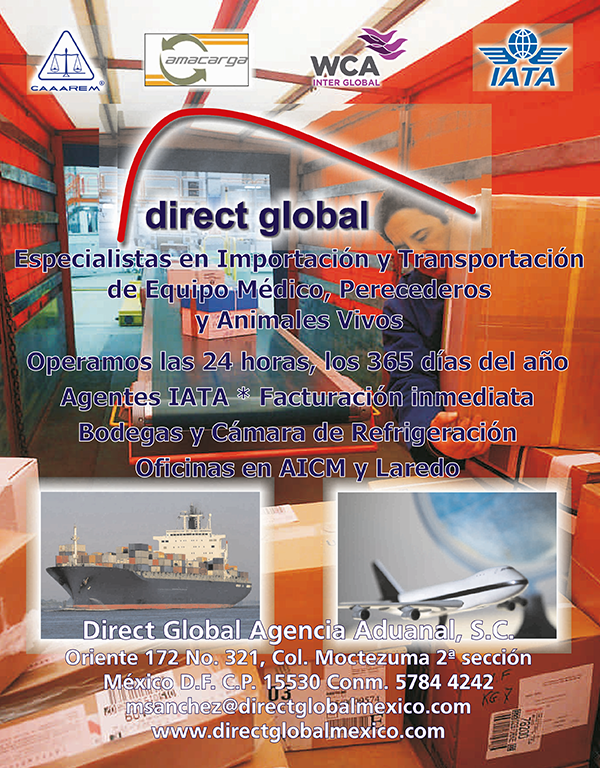 CAAAREM®
amacarga
WCA
INTER GLOBAL
IATA
direct global
Especialistas en Importación y Transportación
de Equipo Médico, Perecederos
y Animales Vivos
Operamos las 24 horas, los 365 días del año
Agentes IATA * Facturación inmediata
Bodegas y Cámara de Refrigeración
Oficinas en AICM y Laredo
Direct Global Agencia Aduanal, S.C.
Oriente 172 No. 321, Col. Moctezuma 2ª sección
México D.F. C.P. 15530 Conm. 5784 4242
msanchez@directglobalmexico.com
www.directglobalmexico.com